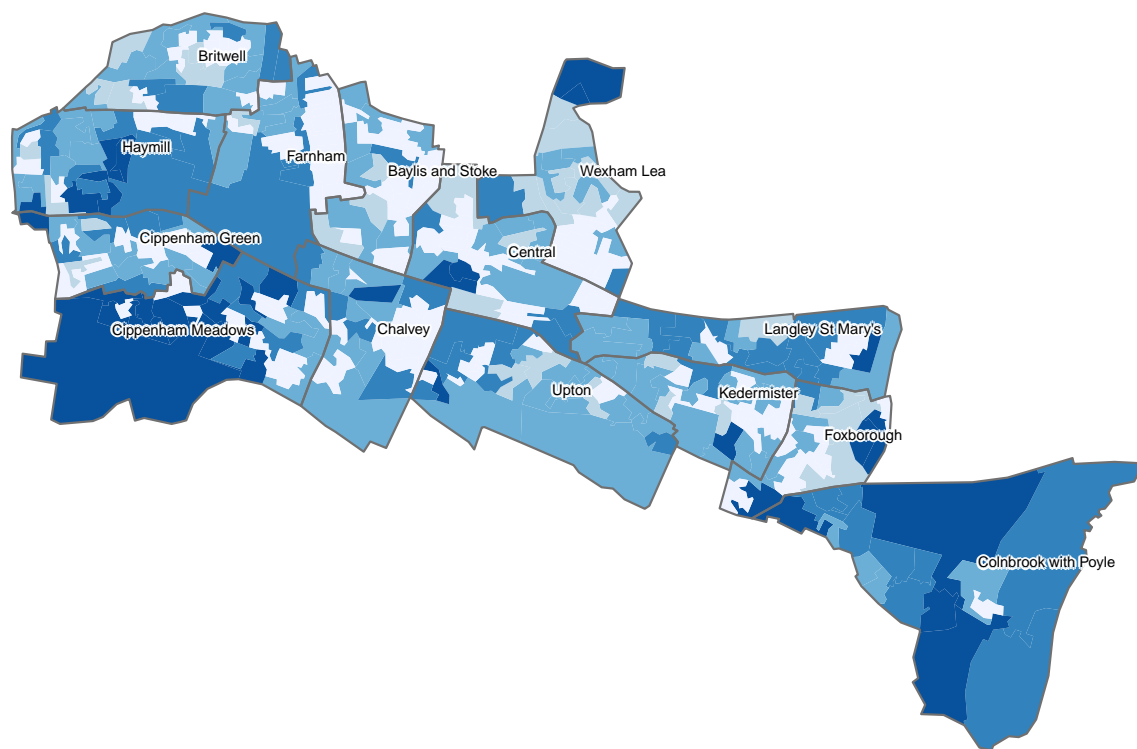 Britwell
Haymill
Farnham
Baylis and Stoke
Wexham Lea
Cippenham Green
Central
Cippenham Meadows
Chalvey
Langley St Mary's
Upton
Kedermister
Foxborough
Colnbrook with Poyle